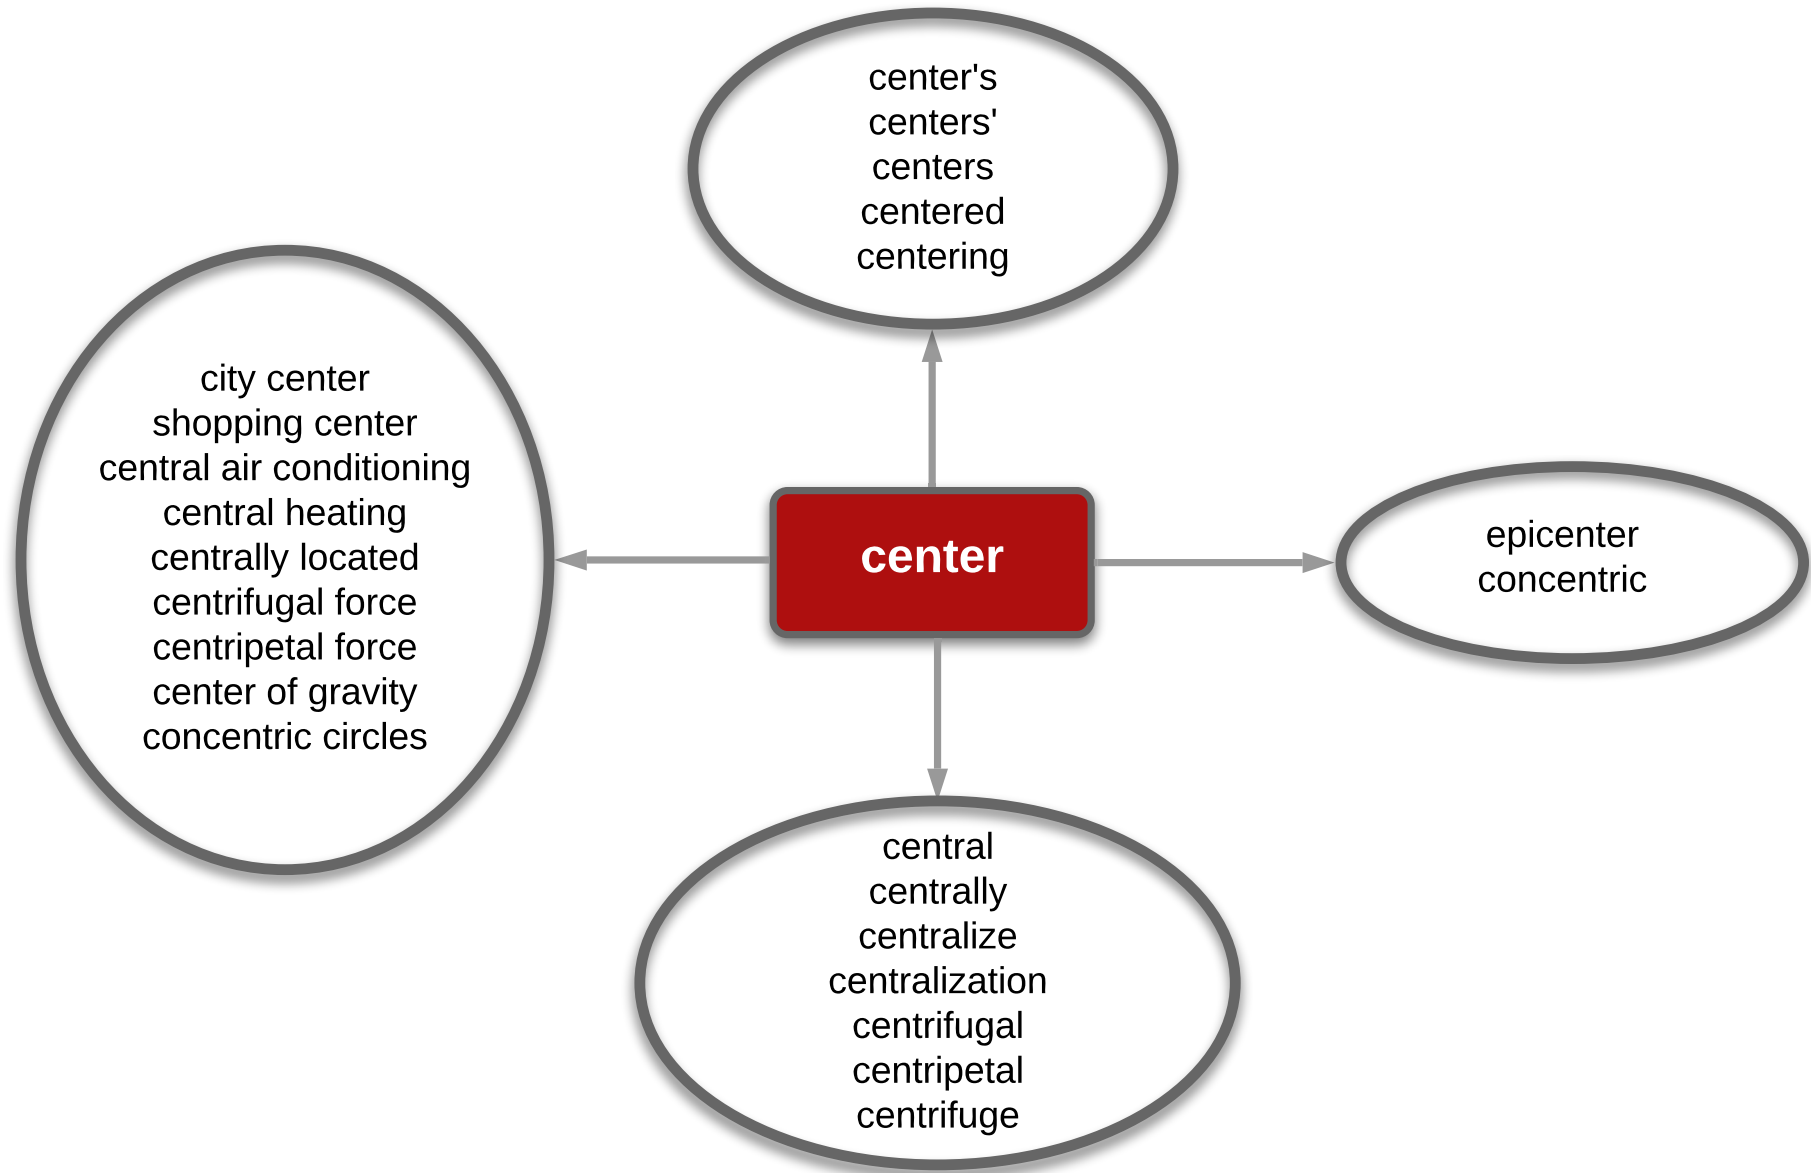 center's
centers'
centers
centered
centering
city center
shopping center
central air conditioning
central heating
centrally located
centrifugal force
centripetal force
center of gravity
concentric circles
center
epicenter
concentric
central
centrally
centralize
centralization
centrifugal
centripetal
centrifuge